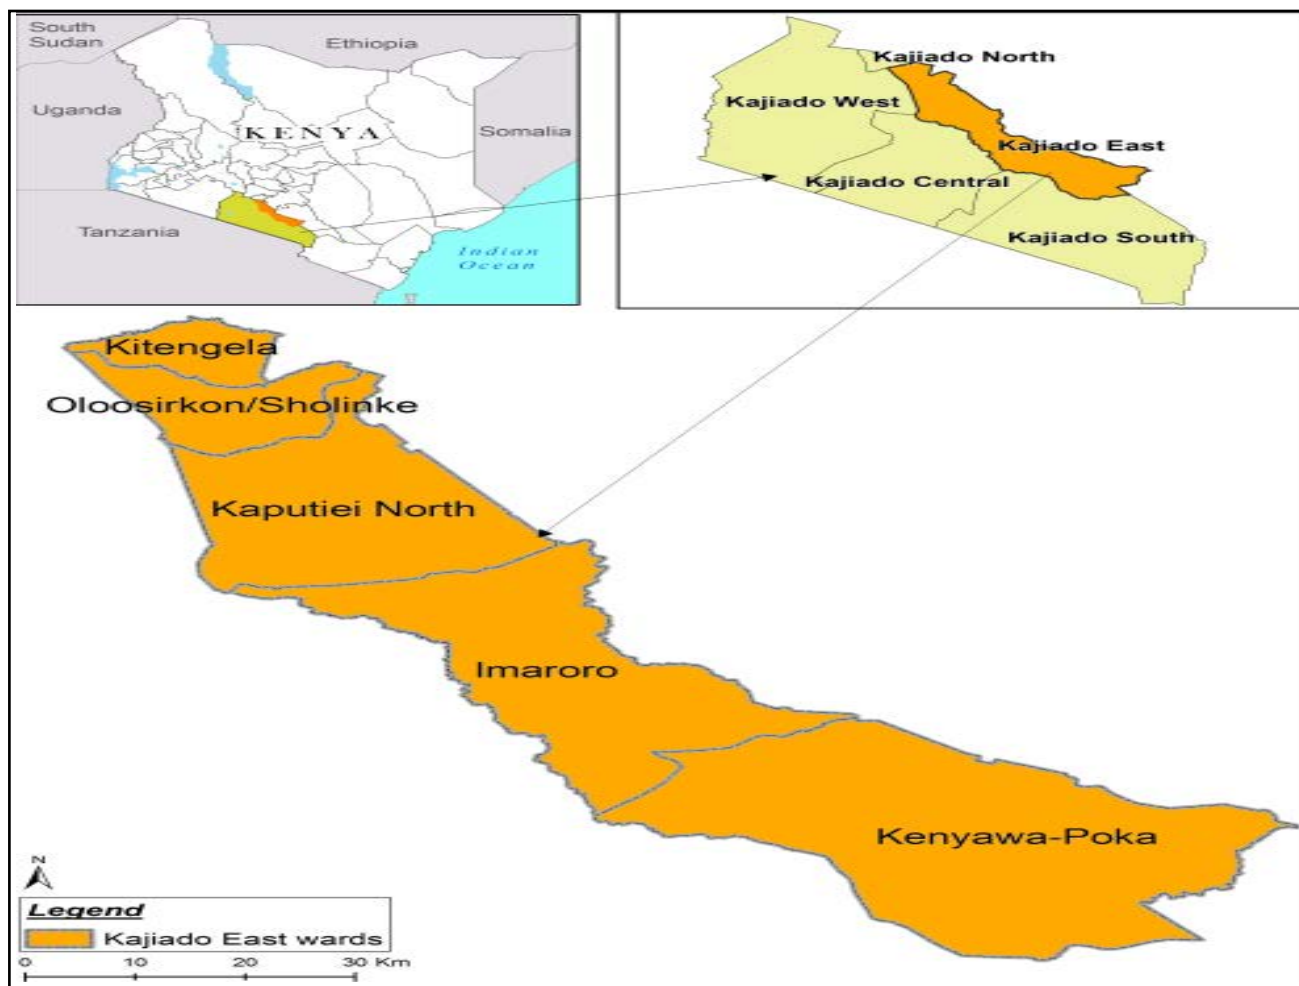 South
Sudan
Ethiopia
Uganda
KENYA
Somalia
Tanzania
Indian
Ocean
Kajiado North
Kajiado West
Kajiado East
Kajiado Central
Kajiado South
Kitengela
Oloosirkon/Sholinke
Kaputiei North
Imaroro
Kenyawa-Poka
N
Legend
Kajiado East wards
0 10 20 30 Km